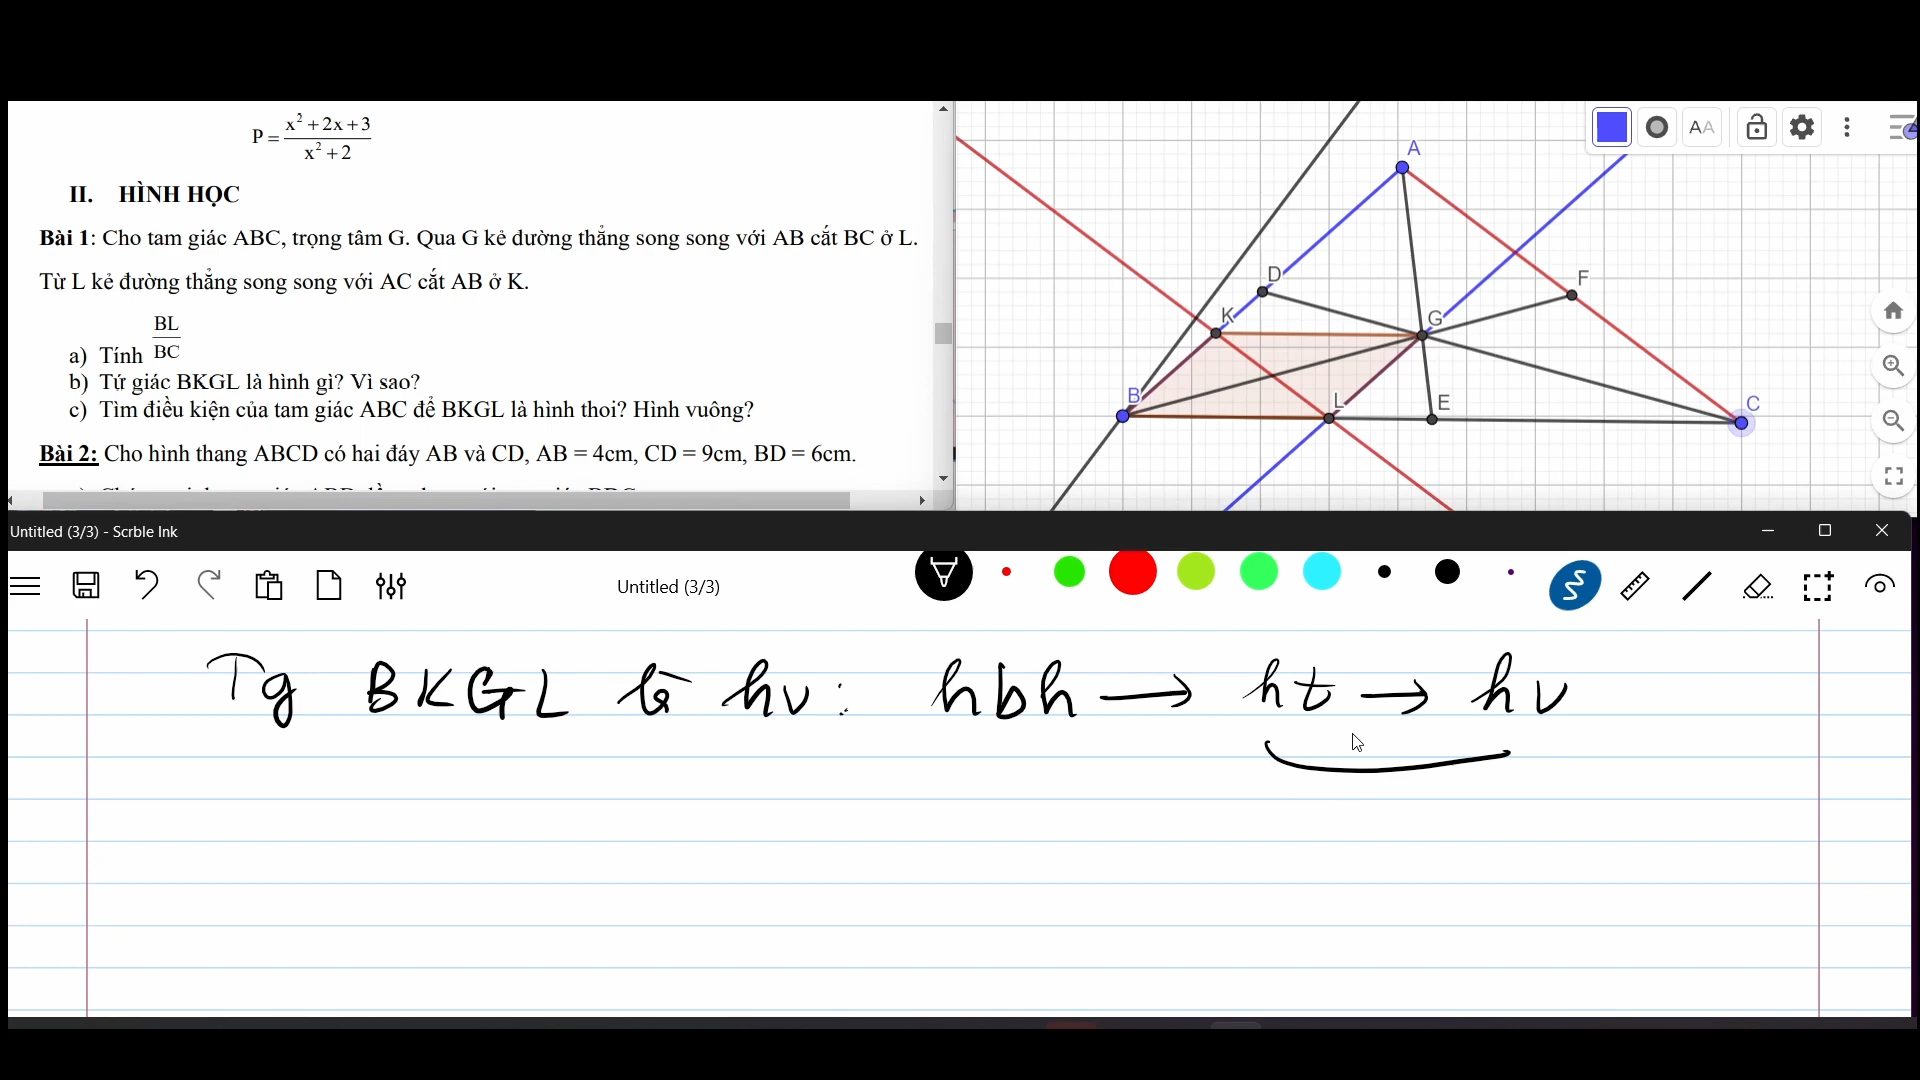 P = x² + 2x + 3 / x² + 2
II. HÌNH HỌC
Bài 1: Cho tam giác ABC, trọng tâm G. Qua G kẻ đường thẳng song song với AB cắt BC ở L.
Từ L kẻ đường thẳng song song với AC cắt AB ở K.
a) Tính BL/BC
b) Tứ giác BKGL là hình gì? Vì sao?
c) Tìm điều kiện của tam giác ABC để BKGL là hình thoi? Hình vuông?
Bài 2: Cho hình thang ABCD có hai đáy AB và CD, AB = 4cm, CD = 9cm, BD = 6cm.
AA
A
D
F
K
G
B
L
E
C
Untitled (3/3) - Scrble Ink
Untitled (3/3)
Tg BKGL là hv: hbh → ht → hv